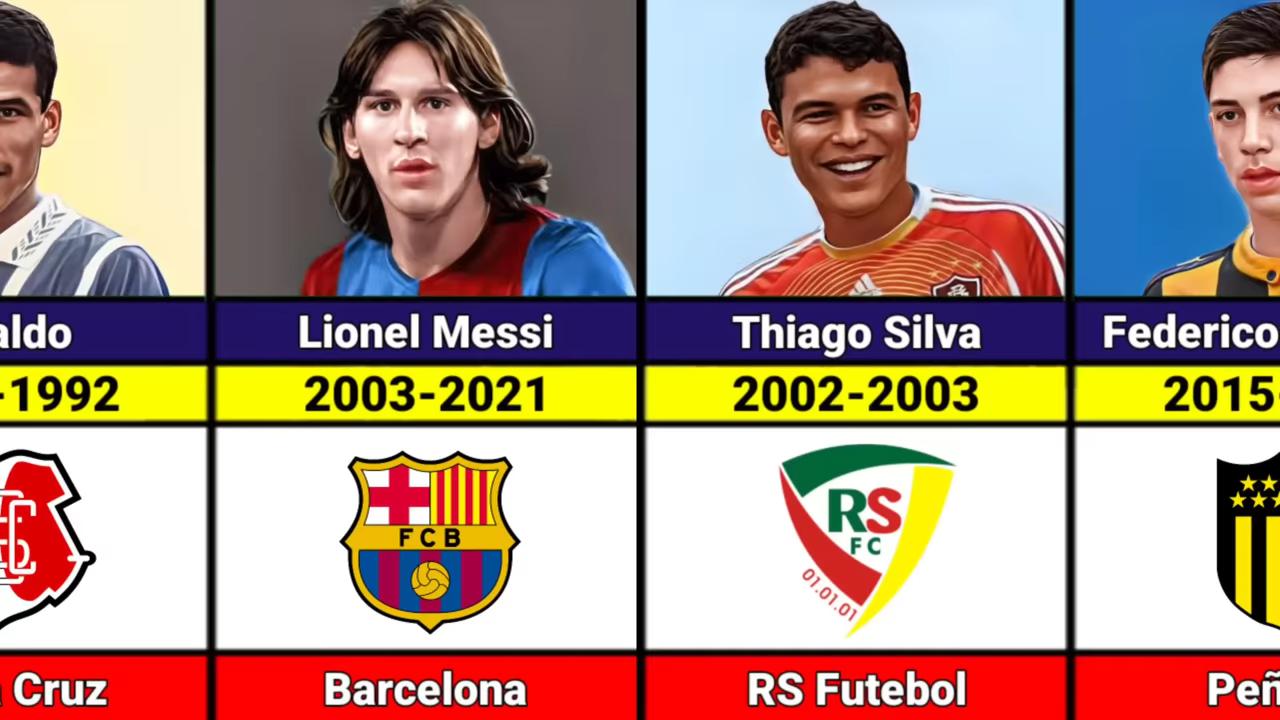 aldo
Lionel Messi
Thiago Silva
Federico
-1992
2003-2021
2002-2003
2015-
FCB
RS
FC
01.01.01
Cruz
Barcelona
RS Futebol
Peñ